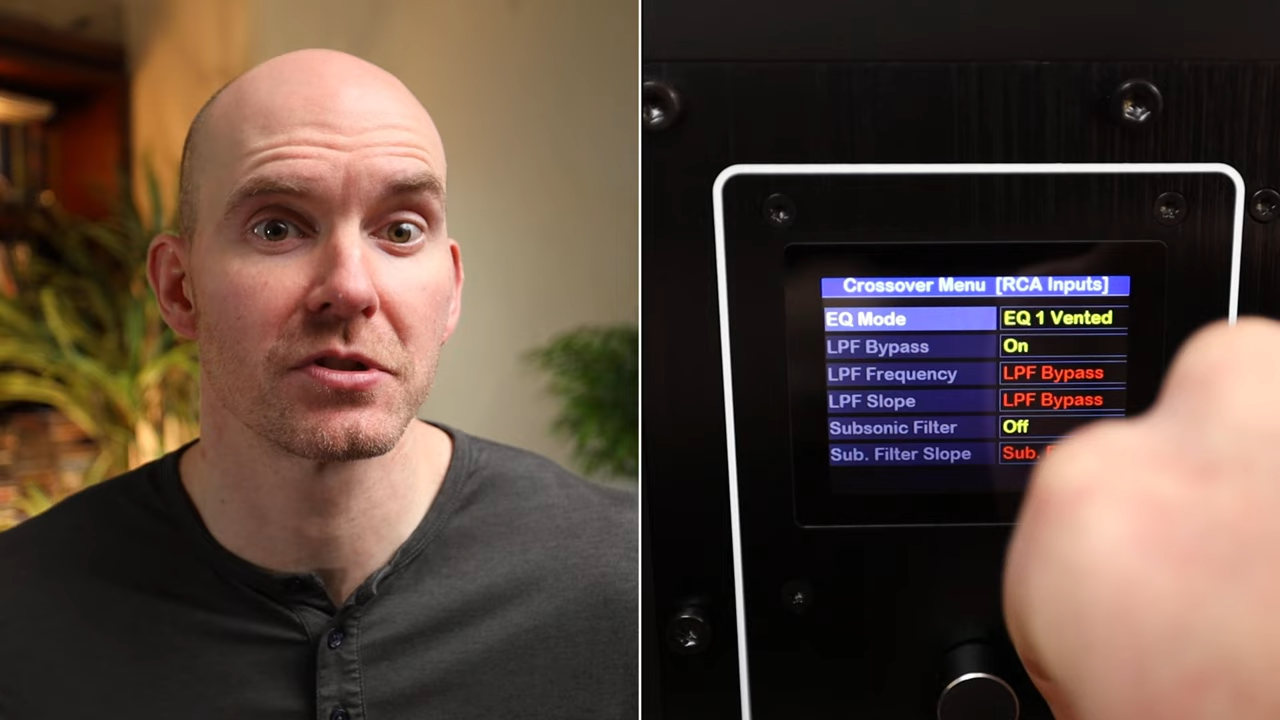 Crossover Menu [RCA Inputs]
EQ Mode EQ 1 Vented
LPF Bypass On
LPF Frequency LPF Bypass
LPF Slope LPF Bypass
Subsonic Filter Off
Sub. Filter Slope Sub.